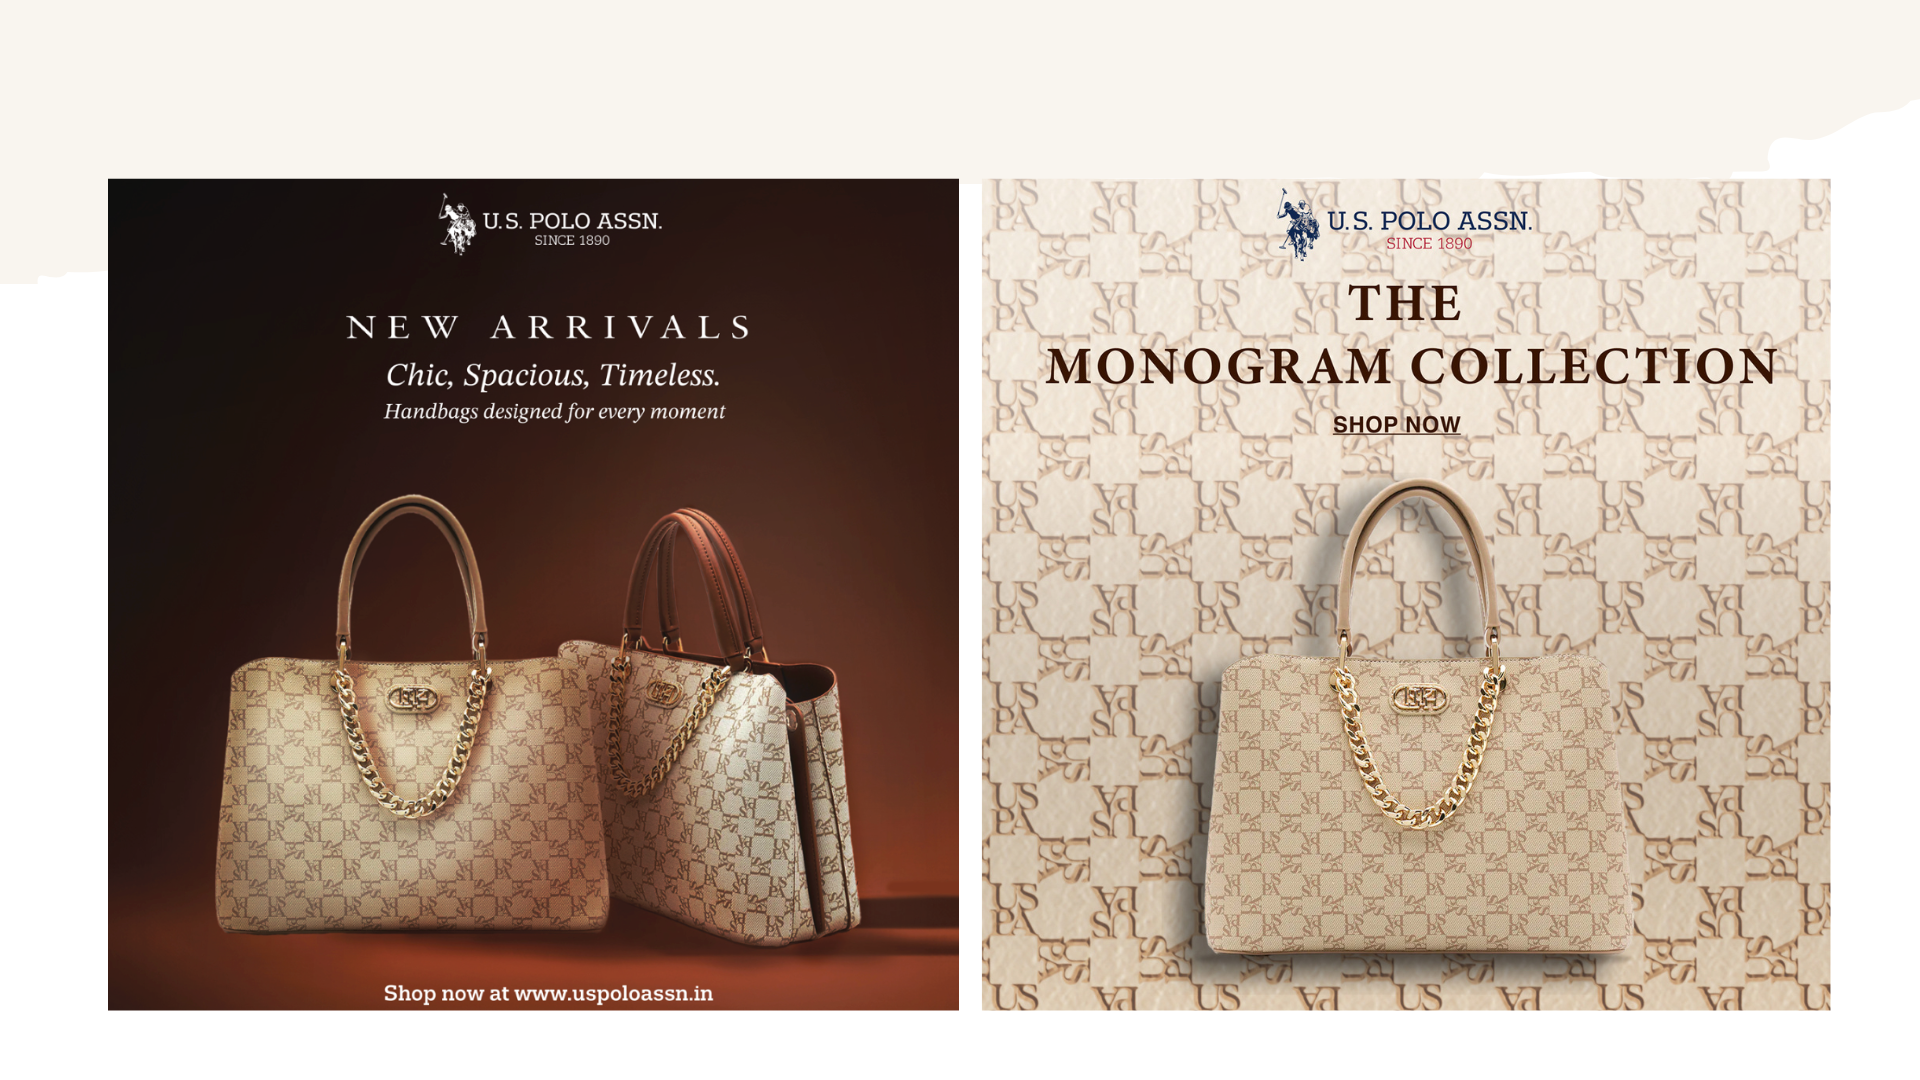 U.S. POLO ASSN.
SINCE 1890
NEW ARRIVALS
Chic, Spacious, Timeless.
Handbags designed for every moment
Shop now at www.uspoloassn.in
U.S. POLO ASSN.
SINCE 1890
THE
MONOGRAM COLLECTION
SHOP NOW